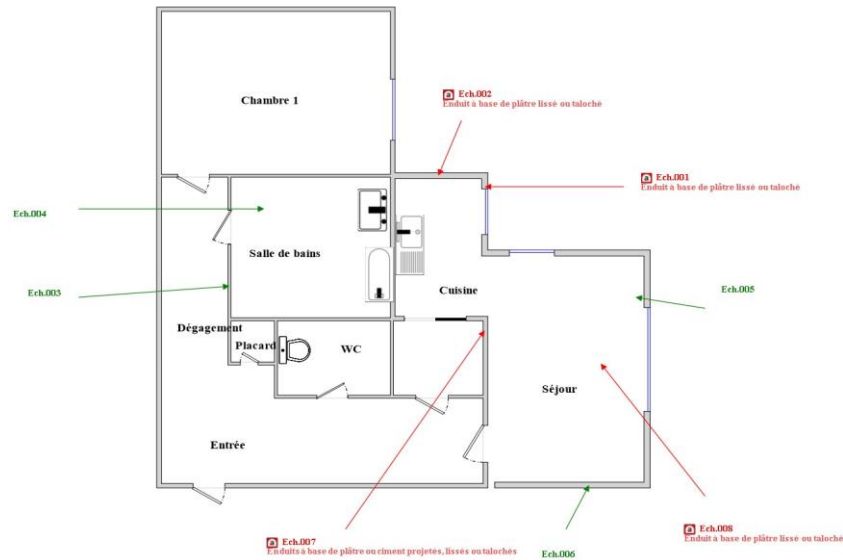 Chambre 1
a Ech.002
Enduit à base de plâtre lissé ou taloché
a Ech.001
Enduit à base de plâtre lissé ou taloché
Ech.004
Salle de bains
Ech.003
Cuisine
Ech.005
Dégagement
Placard
WC
Séjour
Entrée
a Ech.007
Enduits à base de plâtre ou ciment projetés, lissés ou talochés
Ech.006
a Ech.008
Enduit à base de plâtre lissé ou taloché